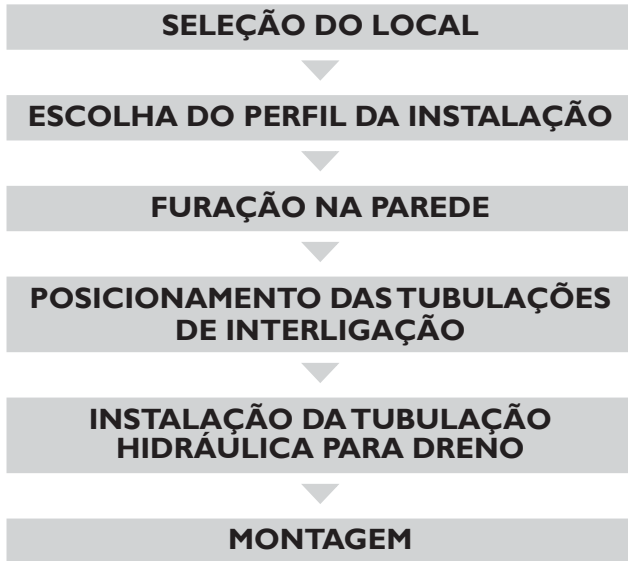 SELEÇÃO DO LOCAL
ESCOLHA DO PERFIL DA INSTALAÇÃO
FURAÇÃO NA PAREDE
POSICIONAMENTO DAS TUBULAÇÕES
DE INTERLIGAÇÃO
INSTALAÇÃO DA TUBULAÇÃO
HIDRÁULICA PARA DRENO
MONTAGEM